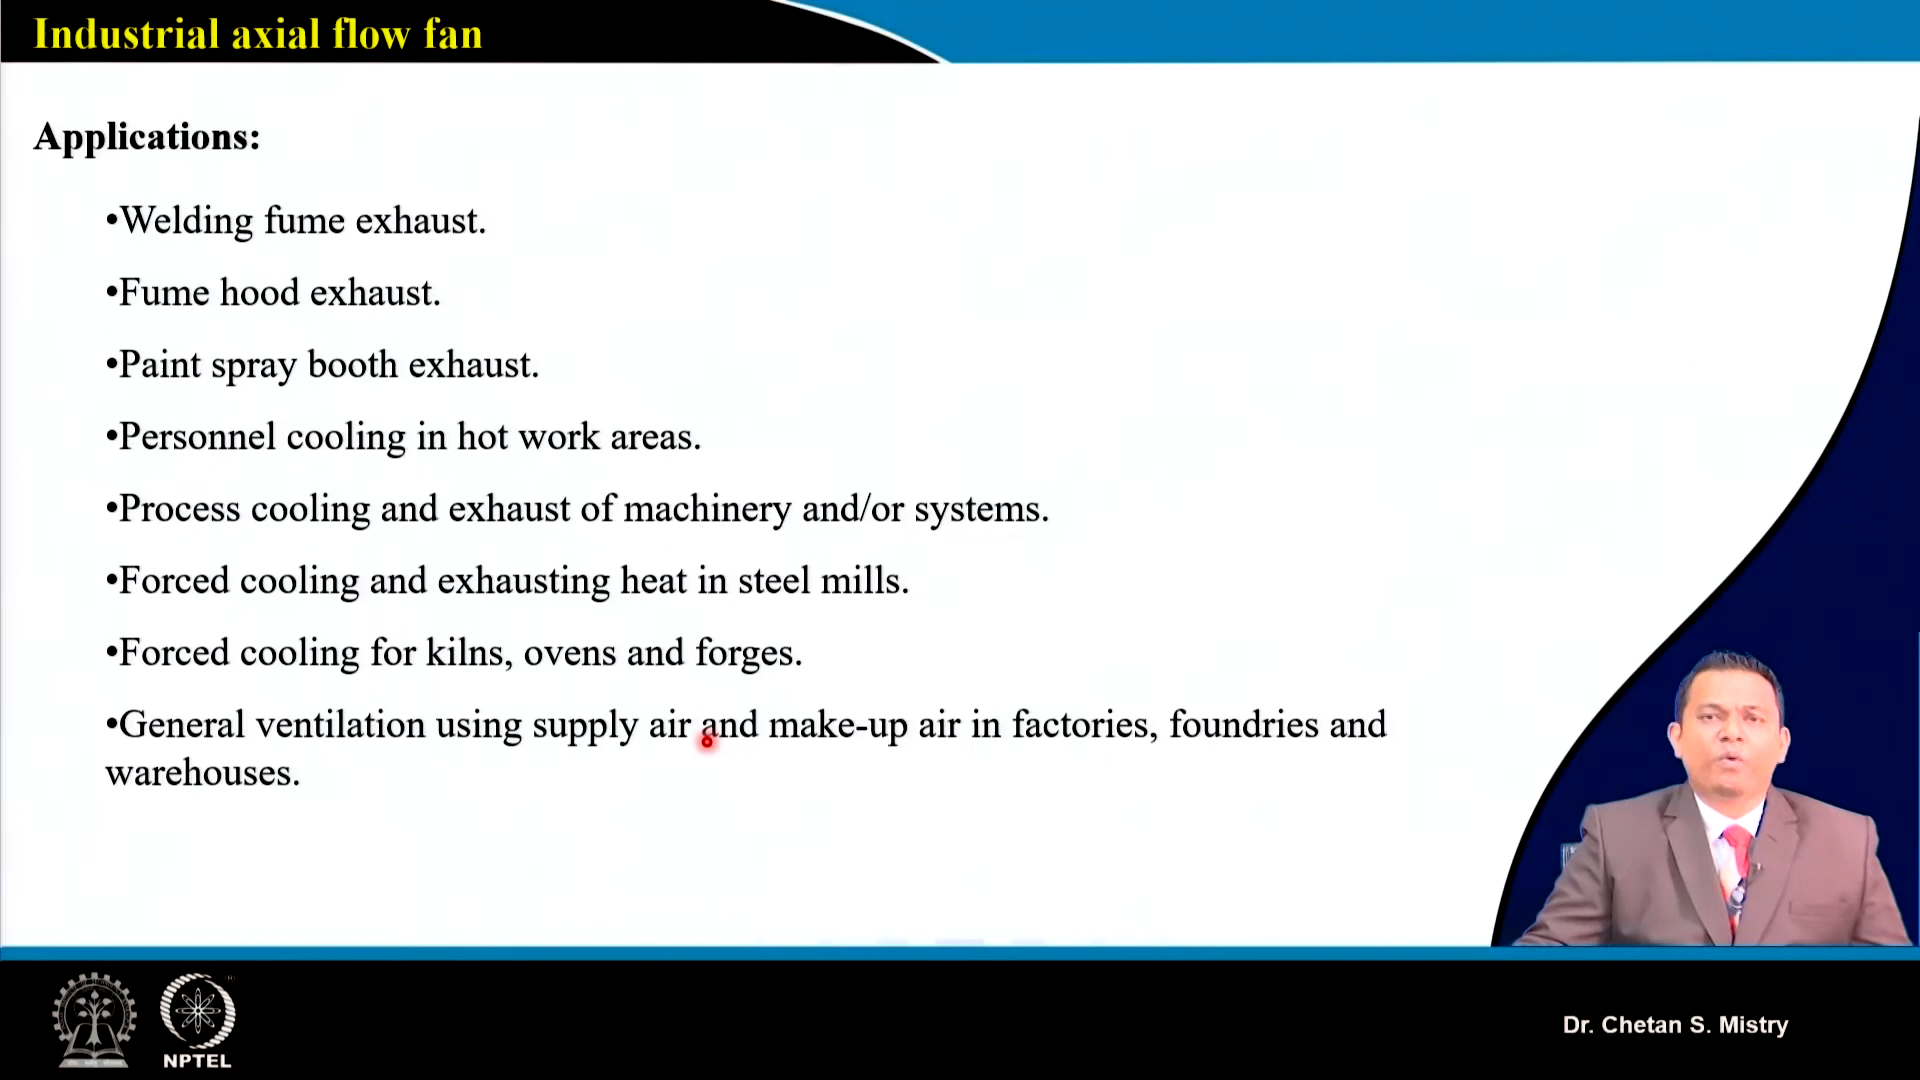 Industrial axial flow fan
Applications:
•Welding fume exhaust.
•Fume hood exhaust.
•Paint spray booth exhaust.
•Personnel cooling in hot work areas.
•Process cooling and exhaust of machinery and/or systems.
•Forced cooling and exhausting heat in steel mills.
•Forced cooling for kilns, ovens and forges.
•General ventilation using supply air and make-up air in factories, foundries and
warehouses.
NPTEL
Dr. Chetan S. Mistry